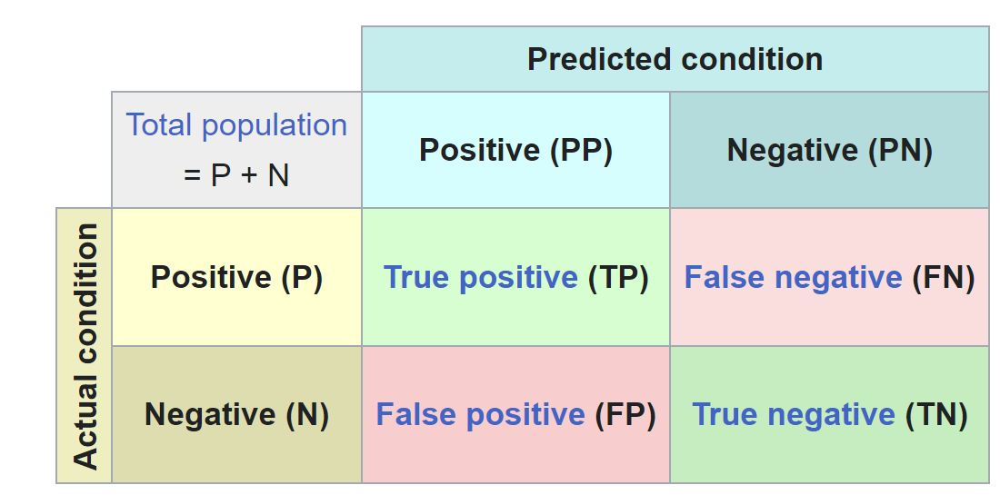 Predicted condition
Total population
= P + N
Positive (PP)
Negative (PN)
Actual condition
Positive (P)
True positive (TP)
False negative (FN)
Negative (N)
False positive (FP)
True negative (TN)